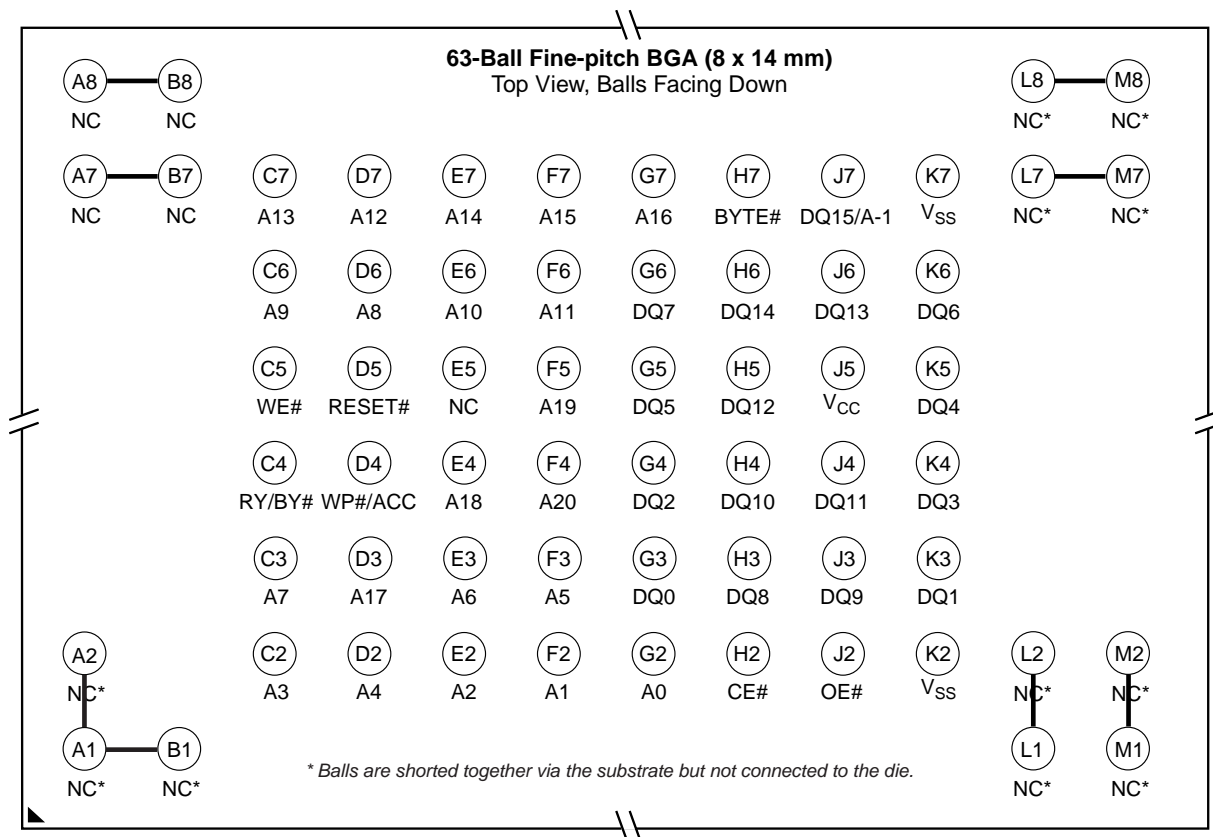 63-Ball Fine-pitch BGA (8 x 14 mm)
Top View, Balls Facing Down
A8 B8 L8 M8
NC NC NC* NC*
A7 B7 C7 D7 E7 F7 G7 H7 J7 K7 L7 M7
NC NC A13 A12 A14 A15 A16 BYTE# DQ15/A-1 VSS NC* NC*
C6 D6 E6 F6 G6 H6 J6 K6
A9 A8 A10 A11 DQ7 DQ14 DQ13 DQ6
C5 D5 E5 F5 G5 H5 J5 K5
WE# RESET# NC A19 DQ5 DQ12 VCC DQ4
C4 D4 E4 F4 G4 H4 J4 K4
RY/BY# WP#/ACC A18 A20 DQ2 DQ10 DQ11 DQ3
C3 D3 E3 F3 G3 H3 J3 K3
A7 A17 A6 A5 DQ0 DQ8 DQ9 DQ1
A2 C2 D2 E2 F2 G2 H2 J2 K2 L2 M2
NC* A3 A4 A2 A1 A0 CE# OE# VSS NC* NC*
A1 B1 L1 M1
NC* NC* NC* NC*
* Balls are shorted together via the substrate but not connected to the die.